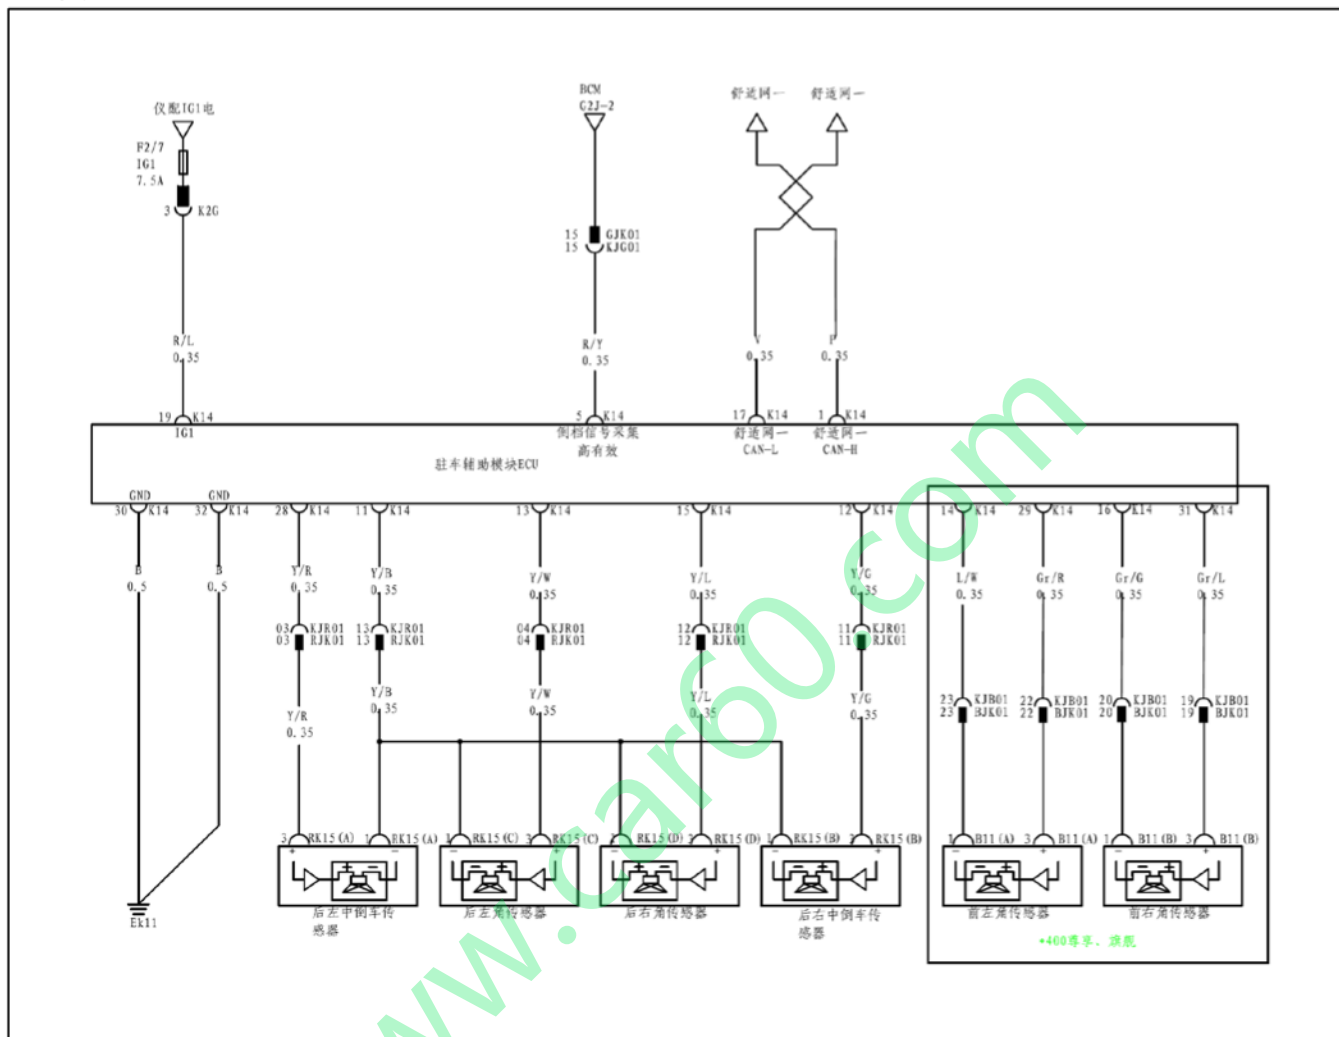 BCM
G2J-2
舒适网一 舒适网一
仪配IG1电
F2/7
IG1
7.5A
3 K2G
15 GJK01
15 KJG01
R/L
0.35
R/Y
0.35
V
0.35
P
0.35
19 K14
5 K14
17 K14
1 K14
IG1
倒档信号采集
高有效
舒适网一
CAN-L
舒适网一
CAN-H
驻车辅助模块ECU
GND GND
30 K14
32 K14
28 K14
11 K14
13 K14
15 K14
12 K14
14 K14
29 K14
16 K14
31 K14
B
0.5
B
0.5
Y/R
0.35
Y/B
0.35
Y/W
0.35
Y/L
0.35
Y/G
0.35
L/W
0.35
Gr/R
0.35
Gr/G
0.35
Gr/L
0.35
03 KJR01
03 RJK01
13 KJR01
13 RJK01
04 KJR01
04 RJK01
12 KJR01
12 RJK01
11 KJR01
11 RJK01
Y/R
0.35
Y/B
0.35
Y/W
0.35
Y/L
0.35
Y/G
0.35
23 KJB01
23 BJK01
22 KJB01
22 BJK01
20 KJB01
20 BJK01
19 KJB01
19 BJK01
3 RK15(A)
1 RK15(A)
1 RK15(C)
3 RK15(C)
RK15(D)
RK15(D)
1 RK15(B)
RK15(B)
1 B11(A)
3 B11(A)
1 B11(B)
3 B11(B)
后左中倒车传
感器
后左角传感器
后右角传感器
后右中倒车传
感器
前左角传感器
前右角传感器
*400尊享、旗舰
Ek11
www.car60.com